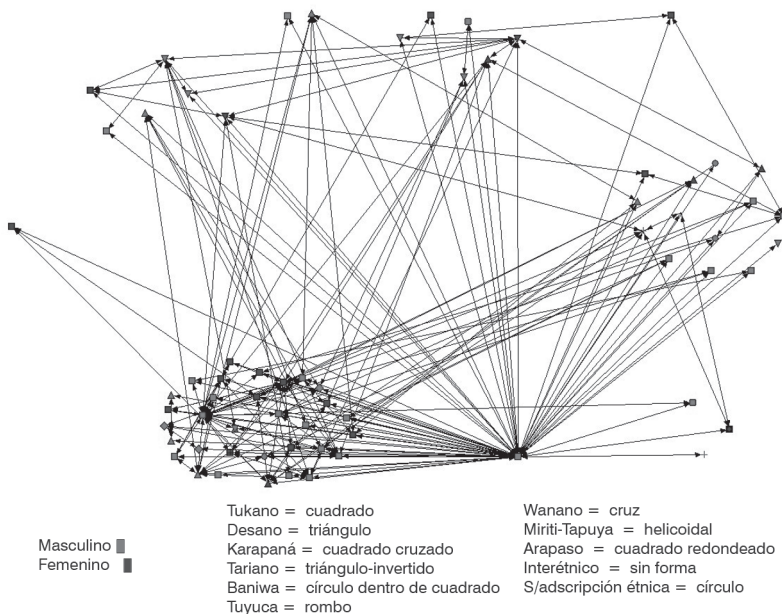 Masculino
Femenino
Tukano = cuadrado
Desano = triángulo
Karapaná = cuadrado cruzado
Tariano = triángulo-invertido
Baniwa = círculo dentro de cuadrado
Tuyuca = rombo
Wanano = cruz
Miriti-Tapuya = helicoidal
Arapaso = cuadrado redondeado
Interétnico = sin forma
S/adscripción étnica = círculo